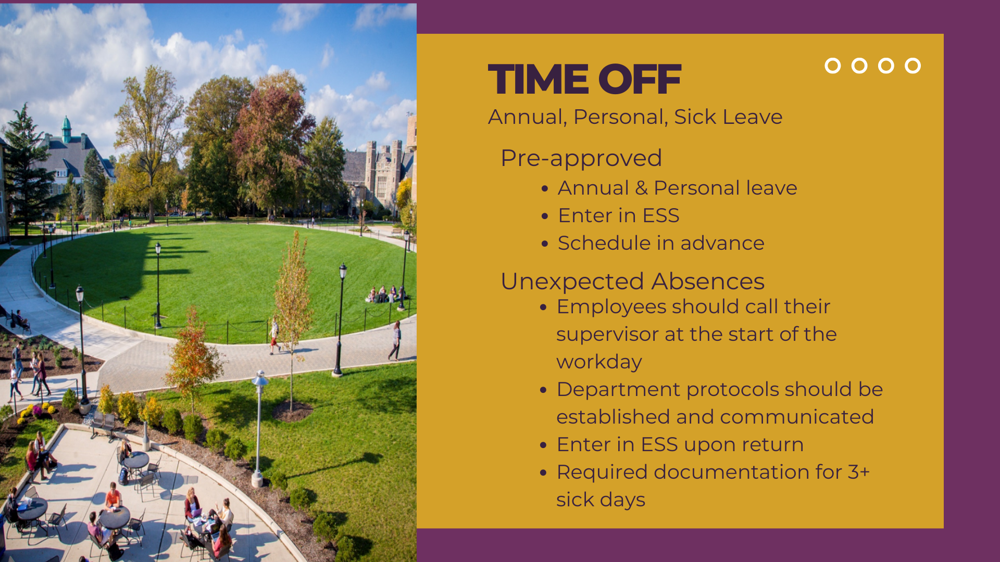 TIME OFF
Annual, Personal, Sick Leave
Pre-approved
• Annual & Personal leave
• Enter in ESS
• Schedule in advance
Unexpected Absences
• Employees should call their
supervisor at the start of the
workday
• Department protocols should be
established and communicated
• Enter in ESS upon return
• Required documentation for 3+
sick days